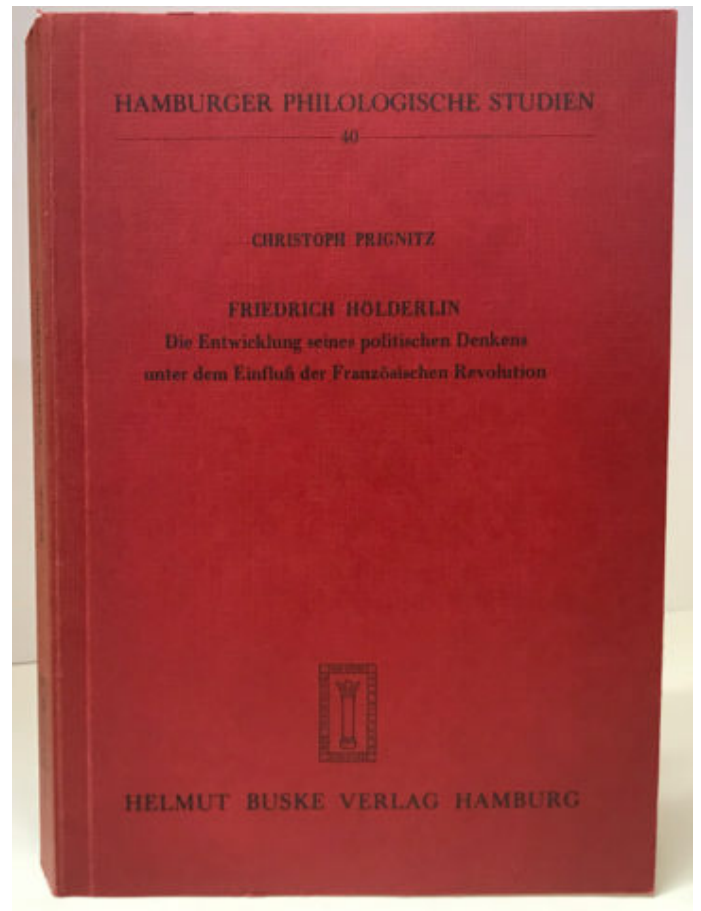 HAMBURGER PHILOLOGISCHE STUDIEN
40
CHRISTOPH PRIGNITZ
FRIEDRICH HÖLDERLIN
Die Entwicklung seines politischen Denkens
unter dem Einfluß der Französischen Revolution
HELMUT BUSKE VERLAG HAMBURG